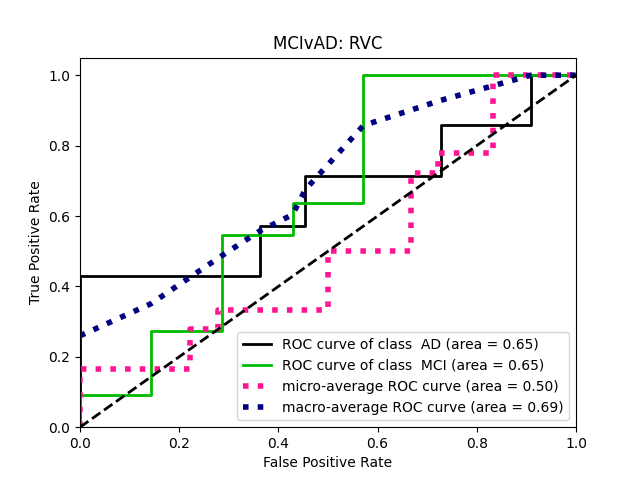 MCIvAD: RVC
True Positive Rate
1.0
0.8
0.6
0.4
0.2
0.0
0.0 0.2 0.4 0.6 0.8 1.0
False Positive Rate
ROC curve of class  AD (area = 0.65)
ROC curve of class  MCI (area = 0.65)
micro-average ROC curve (area = 0.50)
macro-average ROC curve (area = 0.69)